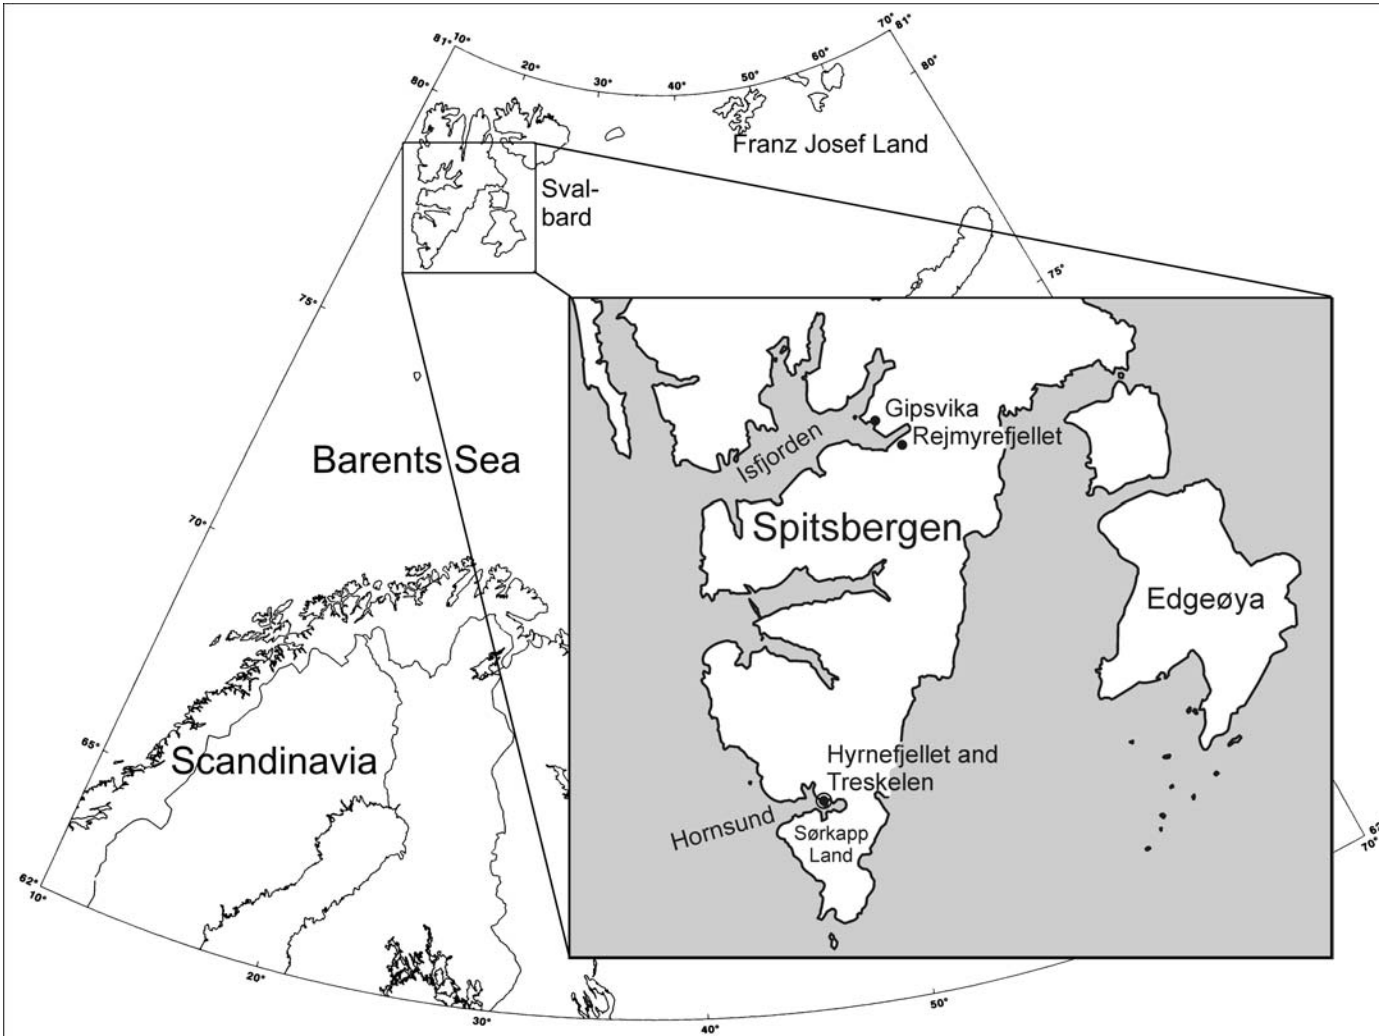 70°
81°
10°
81°
60°
20°
50°
80°
30°
40°
80°
Franz Josef Land
Sval-
bard
75°
75°
Gipsvika
Rejmyrefjellet
Isfjorden
Barents Sea
70°
Spitsbergen
Edgeøya
65°
Scandinavia
Hyrnefjellet and
Treskelen
Hornsund
Sørkapp
Land
62
70°
62°
10°
20°
50°
30°
40°